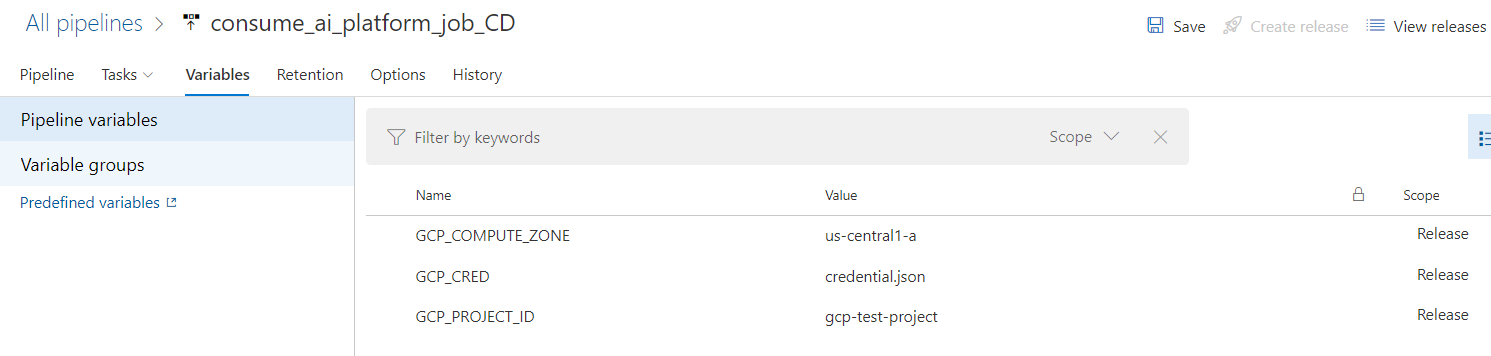 All pipelines > consume_ai_platform_job_CD
Save Create release View releases
Pipeline Tasks Variables Retention Options History
Pipeline variables
Variable groups
Predefined variables
Filter by keywords Scope
Name Value Scope
GCP_COMPUTE_ZONE us-central1-a Release
GCP_CRED credential.json Release
GCP_PROJECT_ID gcp-test-project Release